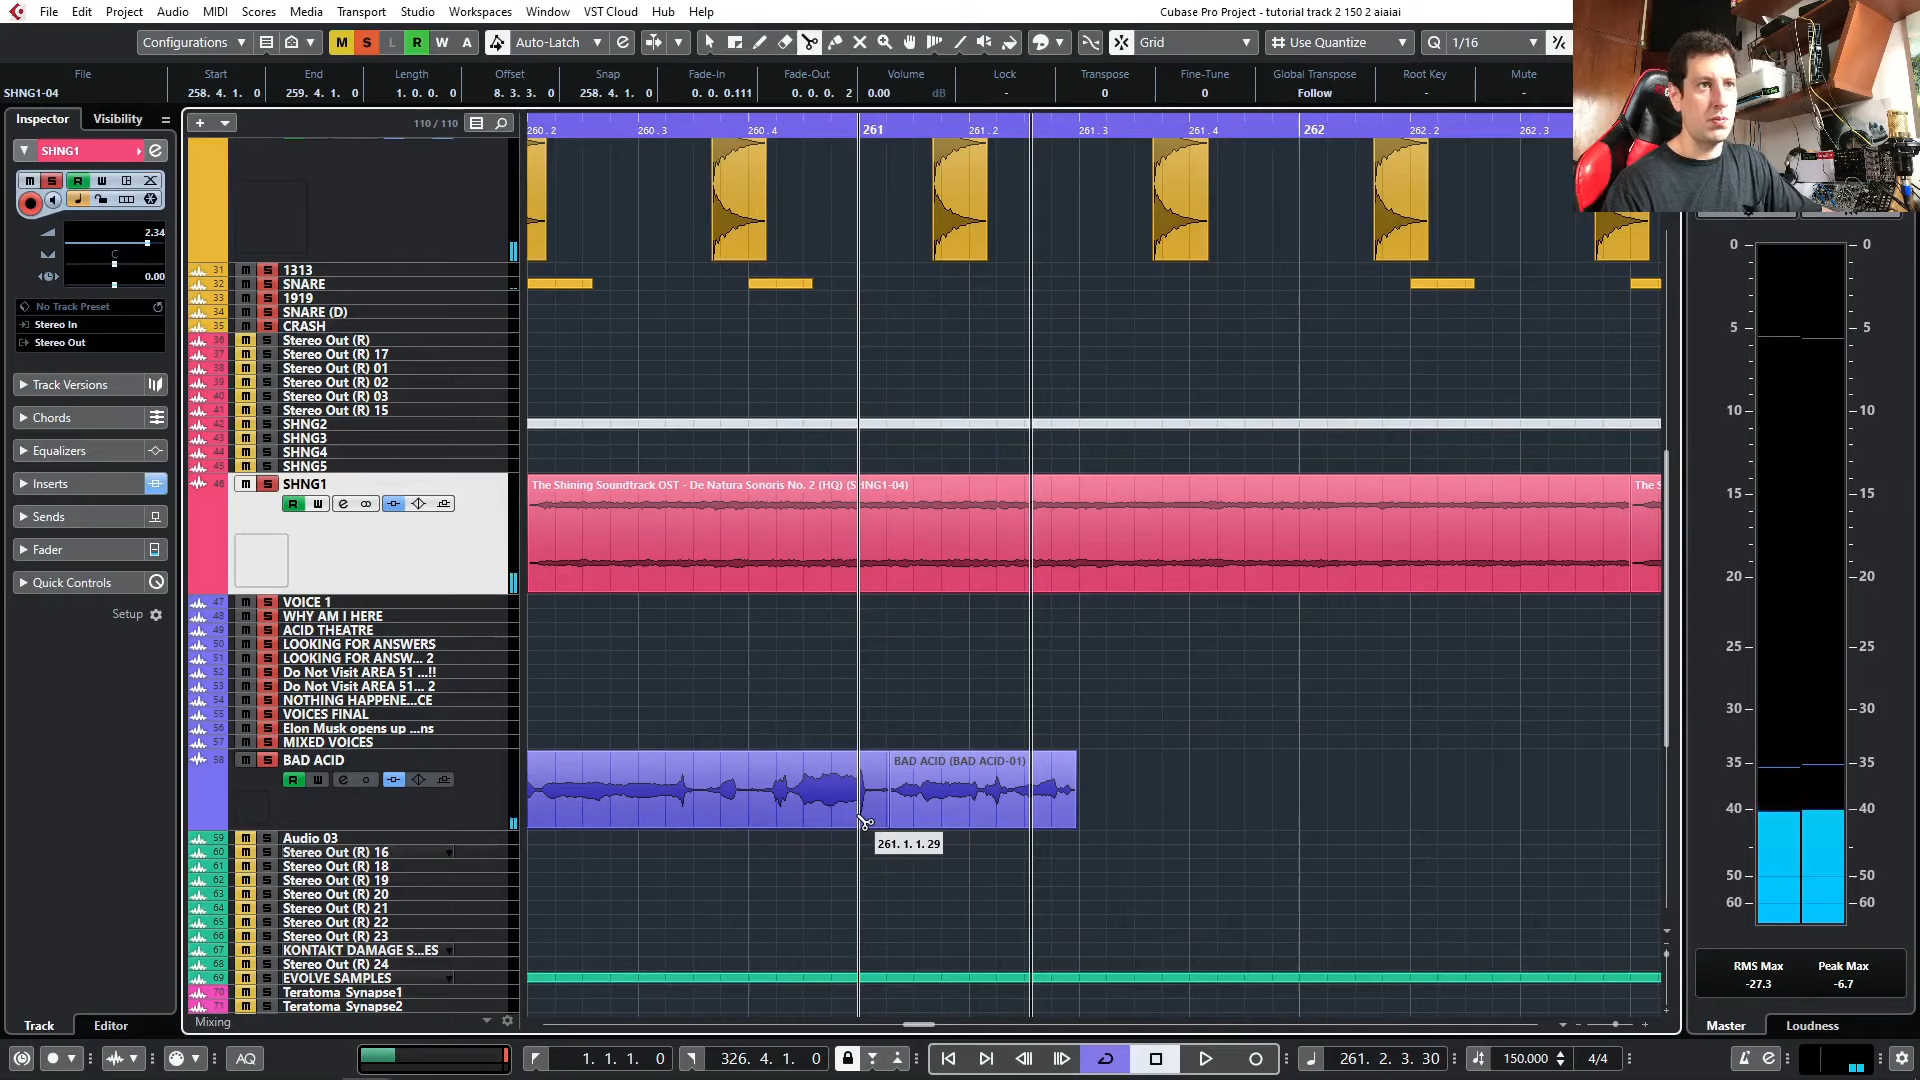 File Edit Project Audio MIDI Scores Media Transport Studio Workspaces Window VST Cloud Hub Help
Cubase Pro Project - tutorial track 2 150 2 aiaiai
Configurations M S L R W A Auto-Latch Grid Use Quantize Q 1/16
File Start End Length Offset Snap Fade-In Fade-Out Volume Lock Transpose Fine-Tune Global Transpose Root Key Mute
SHNG1-04 258. 4. 1. 0 259. 4. 1. 0 1. 0. 0. 0 8. 3. 3. 0 258. 4. 1. 0 0. 0. 0.111 0. 0. 0. 2 0.00 dB - 0 0 Follow - -
Inspector Visibility
110 / 110
260.2 260.3 260.4 261 261.2 261.3 261.4 262 262.2 262.3
SHNG1
M S R W
2.34
C
0.00
No Track Preset
Stereo In
Stereo Out
Track Versions
Chords
Equalizers
Inserts
Sends
Fader
Quick Controls
Setup
31 m S 1313
32 m S SNARE
33 m S 1919
34 m S SNARE (D)
35 m S CRASH
36 m S Stereo Out (R)
37 m S Stereo Out (R) 17
38 m S Stereo Out (R) 01
39 m S Stereo Out (R) 02
40 m S Stereo Out (R) 03
41 m S Stereo Out (R) 15
42 m S SHNG2
43 m S SHNG3
44 m S SHNG4
45 m S SHNG5
46 m S SHNG1
R W
The Shining Soundtrack OST - De Natura Sonoris No. 2 (HQ) (SHNG1-04)
The S
47 m S VOICE 1
48 m S WHY AM I HERE
49 m S ACID THEATRE
50 m S LOOKING FOR ANSWERS
51 m S LOOKING FOR ANSW... 2
52 m S Do Not Visit AREA 51 ...!!
53 m S Do Not Visit AREA 51... 2
54 m S NOTHING HAPPENE...CE
55 m S VOICES FINAL
56 m S Elon Musk opens up ...ns
57 m S MIXED VOICES
58 m S BAD ACID
R W
BAD ACID (BAD ACID-01)
261. 1. 1. 29
59 m S Audio 03
60 m S Stereo Out (R) 16
61 m S Stereo Out (R) 18
62 m S Stereo Out (R) 19
63 m S Stereo Out (R) 20
64 m S Stereo Out (R) 21
65 m S Stereo Out (R) 22
66 m S Stereo Out (R) 23
67 m S KONTAKT DAMAGE S...ES
68 m S Stereo Out (R) 24
69 m S EVOLVE SAMPLES
70 m S Teratoma Synapse1
71 m S Teratoma Synapse2
Mixing
0 0
5 5
10 10
15 15
20 20
25 25
30 30
35 35
40 40
50 50
60 60
RMS Max Peak Max
-27.3 -6.7
Track Editor
Master Loudness
AQ 1. 1. 1. 0 326. 4. 1. 0 261. 2. 3. 30 150.000 4/4